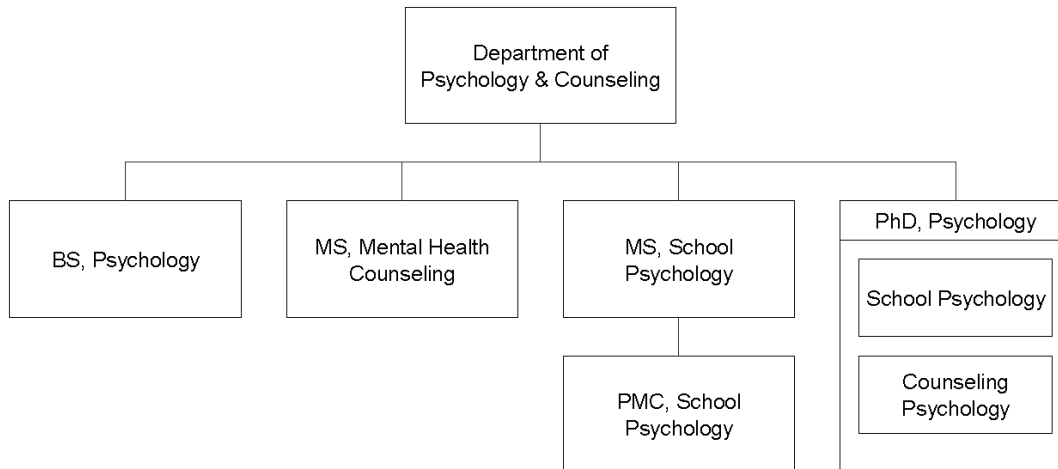 Department of
Psychology & Counseling
BS, Psychology
MS, Mental Health
Counseling
MS, School
Psychology
PhD, Psychology
School Psychology
PMC, School
Psychology
Counseling
Psychology